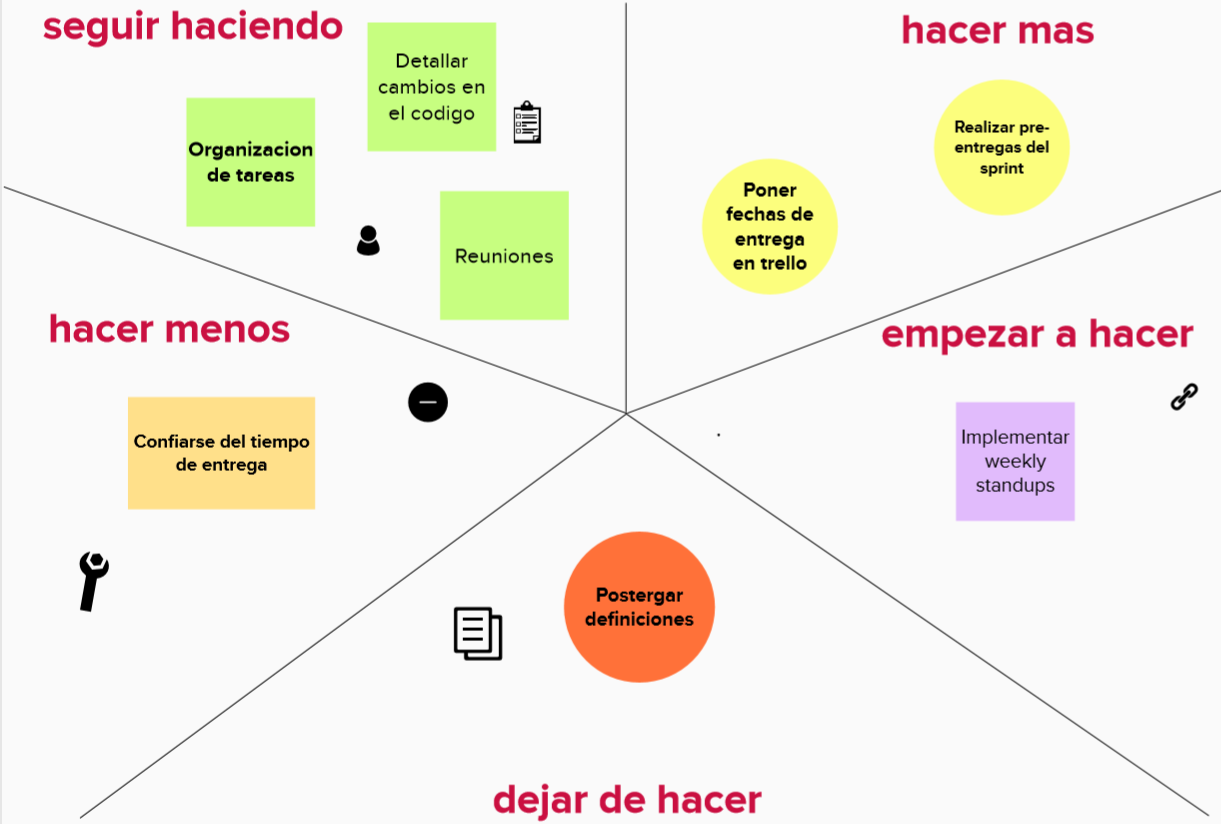 seguir haciendo
Detallar
cambios en
el codigo
Organizacion
de tareas
Reuniones
hacer mas
Realizar pre-
entregas del
sprint
Poner
fechas de
entrega
en trello
hacer menos
Confiarse del tiempo
de entrega
empezar a hacer
Implementar
weekly
standups
Postergar
definiciones
dejar de hacer